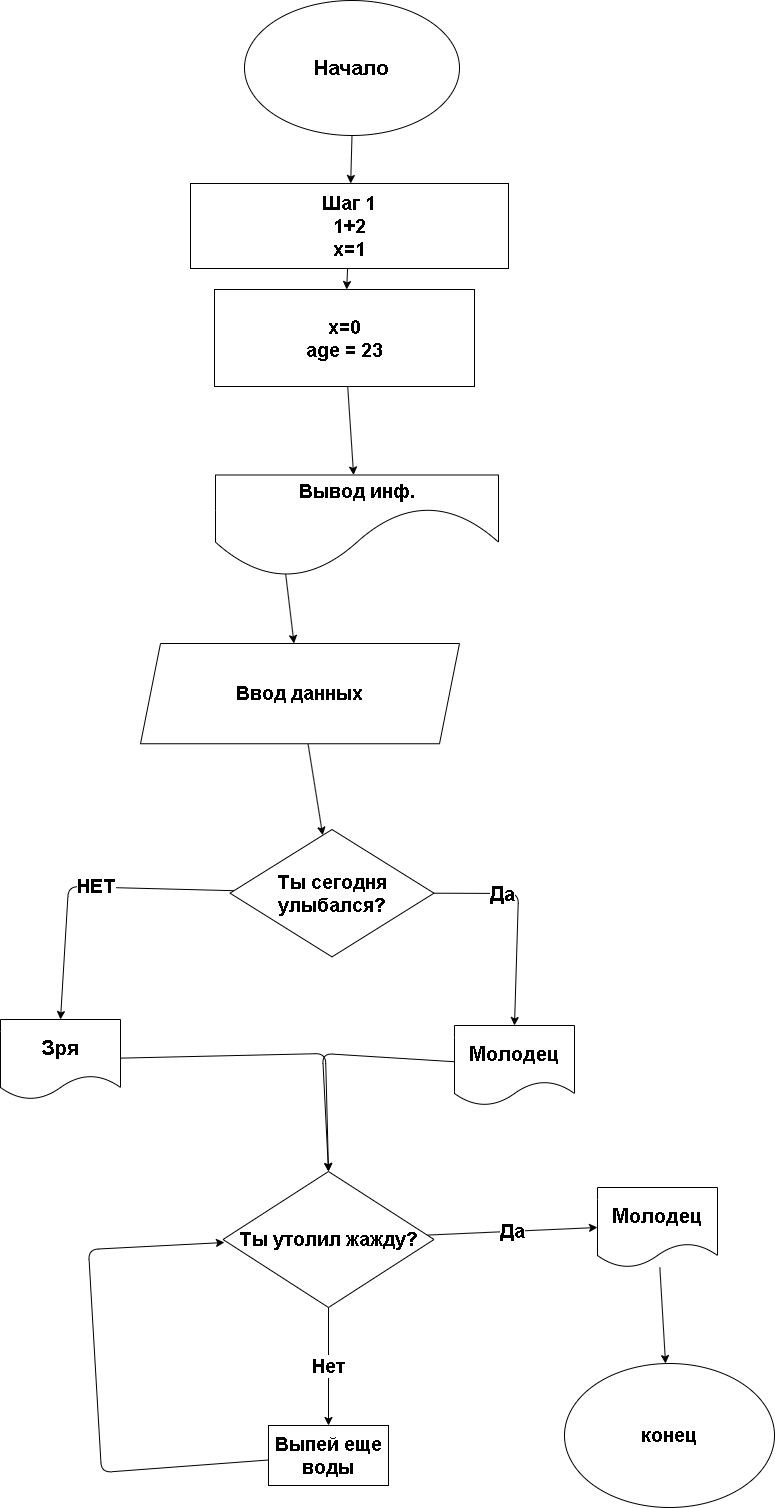 Начало
Шаг 1
1+2
x=1
x=0
age = 23
Вывод инф.
Ввод данных
Ты сегодня
улыбался?
НЕТ
Да
Зря
Молодец
Ты утолил жажду?
Да
Молодец
Нет
Выпей еще
воды
конец